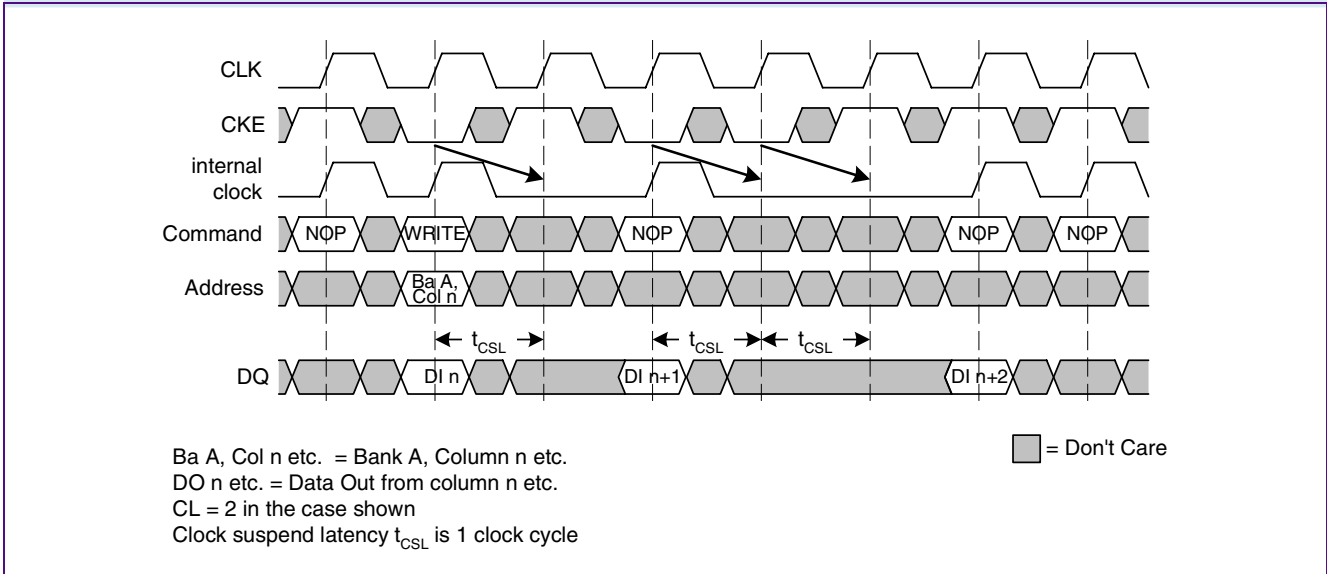 CLK
CKE
internal
clock
Command
NOP
WRITE
NOP
NOP
NOP
Address
Ba A,
Col n
tCSL
tCSL
tCSL
DQ
DI n
DI n+1
DI n+2
Ba A, Col n etc. = Bank A, Column n etc.
DO n etc. = Data Out from column n etc.
CL = 2 in the case shown
Clock suspend latency tCSL is 1 clock cycle
= Don't Care